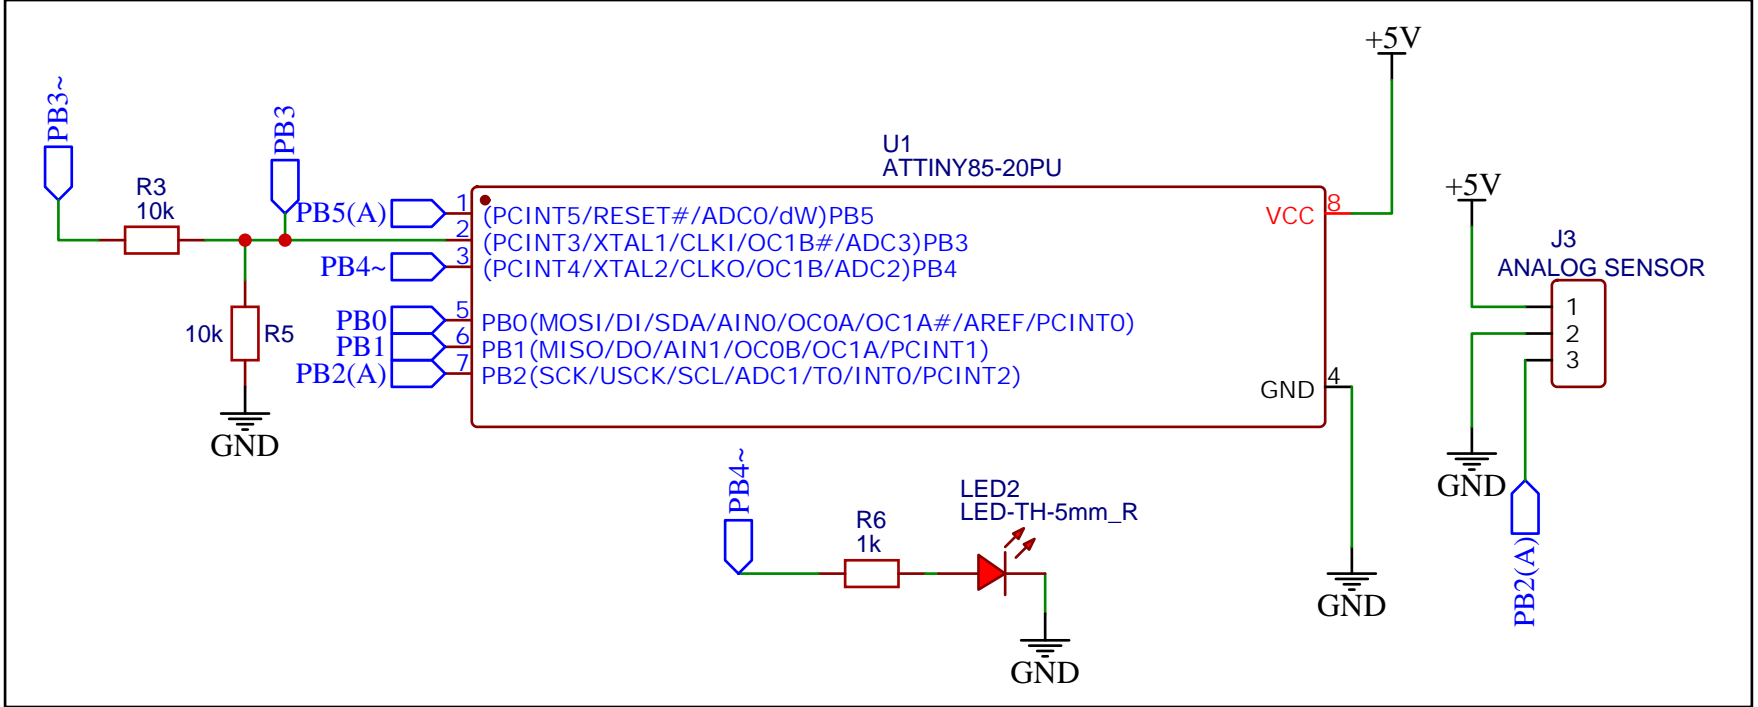 +5V
PB3~
PB3
U1
ATTINY85-20PU
R3
10k
+5V
PB5(A)
1
(PCINT5/RESET#/ADC0/dW)PB5
VCC
8
2
(PCINT3/XTAL1/CLKI/OC1B#/ADC3)PB3
J3
ANALOG SENSOR
PB4~
3
(PCINT4/XTAL2/CLKO/OC1B/ADC2)PB4
1
2
3
10k
R5
PB0
5
PB0(MOSI/DI/SDA/AIN0/OC0A/OC1A#/AREF/PCINT0)
PB1
6
PB1(MISO/DO/AIN1/OC0B/OC1A/PCINT1)
PB2(A)
7
PB2(SCK/USCK/SCL/ADC1/T0/INT0/PCINT2)
GND
4
GND
PB4~
LED2
LED-TH-5mm_R
R6
1k
GND
GND
PB2(A)
GND